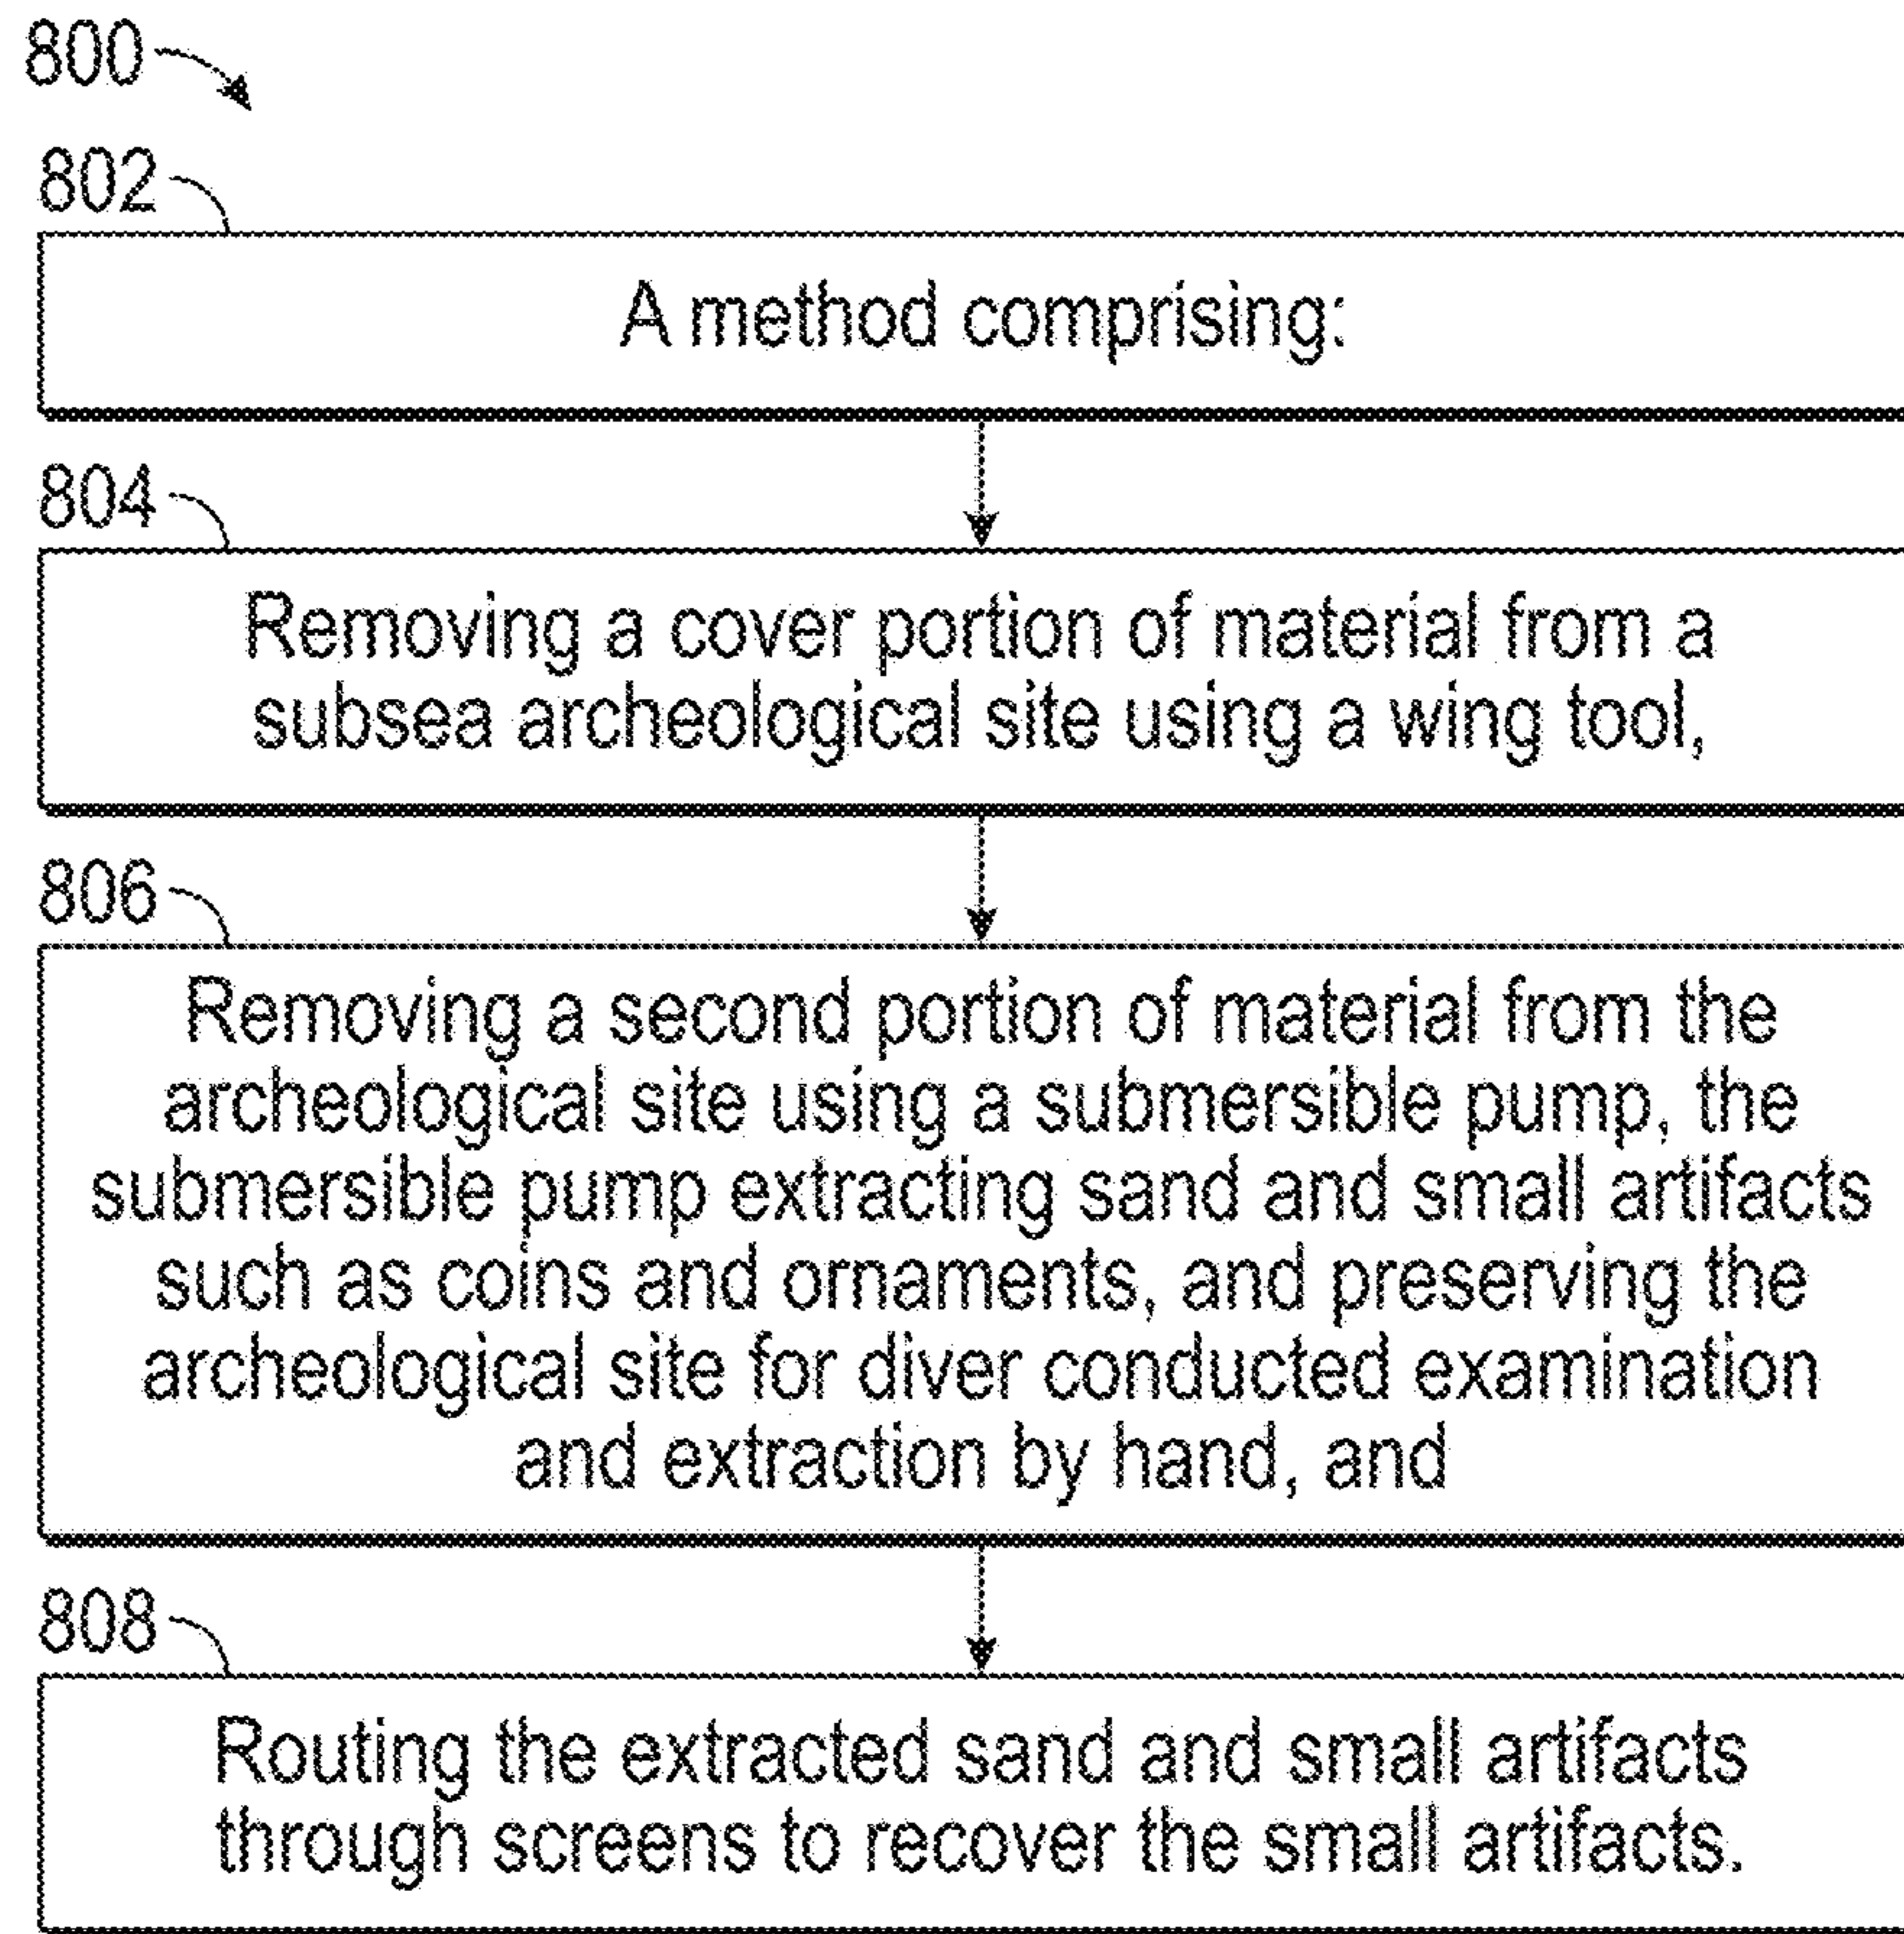 800
802
A method comprising:
804
Removing a cover portion of material from a
subsea archeological site using a wing tool,
806
Removing a second portion of material from the
archeological site using a submersible pump, the
submersible pump extracting sand and small artifacts
such as coins and ornaments, and preserving the
archeological site for diver conducted examination
and extraction by hand, and
808
Routing the extracted sand and small artifacts
through screens to recover the small artifacts.